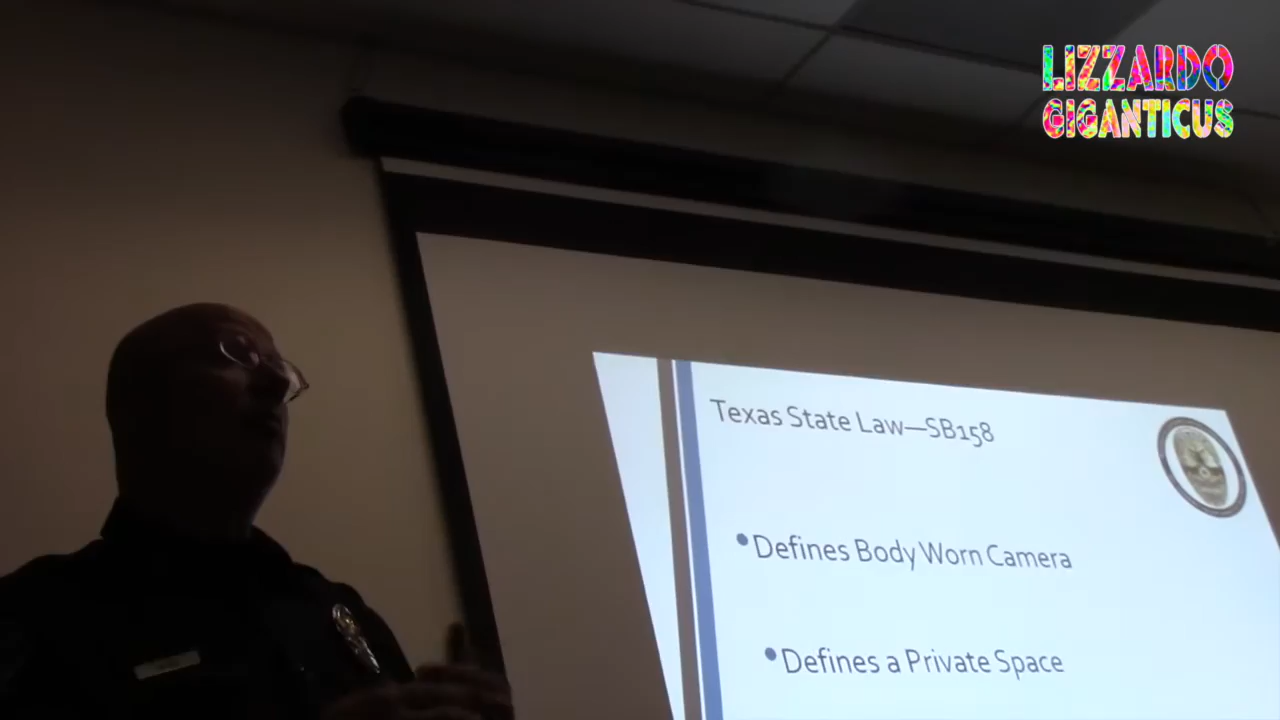 LIZZARDO
GIGANTICUS
Texas State Law—SB158
•Defines Body Worn Camera
•Defines a Private Space